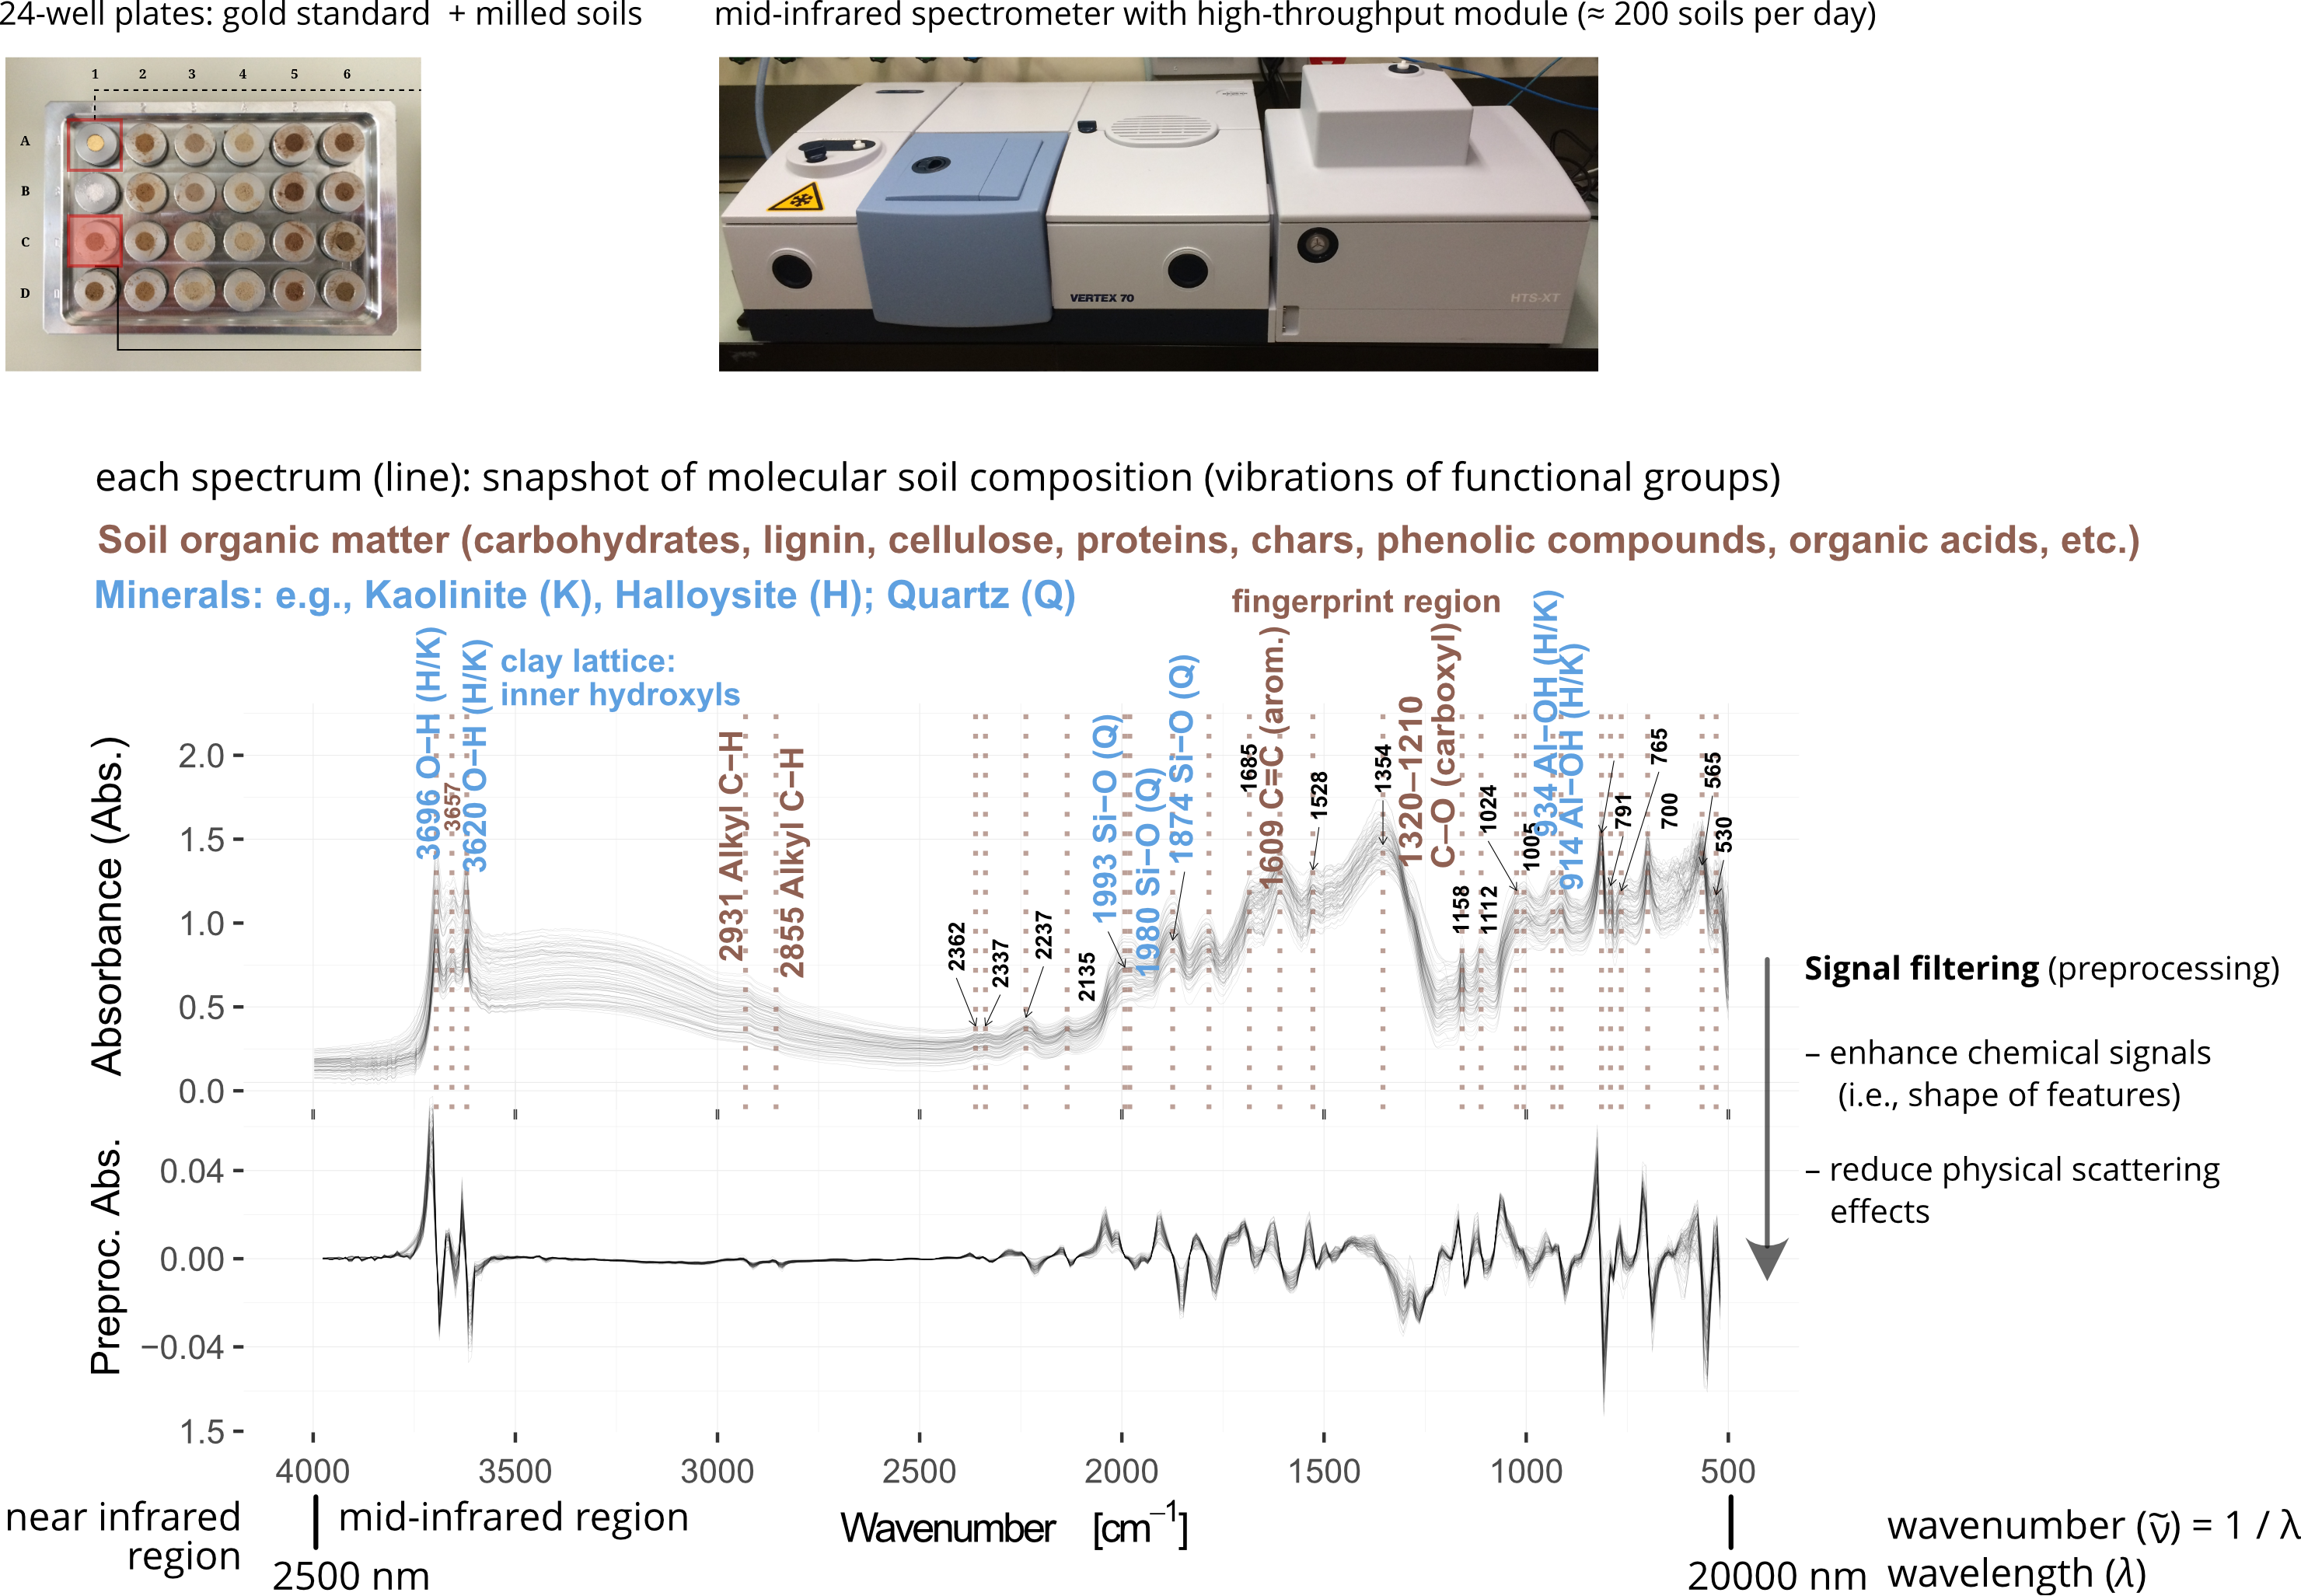 24-well plates: gold standard + milled soils
mid-infrared spectrometer with high-throughput module (≈ 200 soils per day)
1 2 3 4 5 6
A
B
C
D
VERTEX 70
HTS-XT
each spectrum (line): snapshot of molecular soil composition (vibrations of functional groups)
Soil organic matter (carbohydrates, lignin, cellulose, proteins, chars, phenolic compounds, organic acids, etc.)
Minerals: e.g., Kaolinite (K), Halloysite (H); Quartz (Q)
fingerprint region
clay lattice:
inner hydroxyls
3696 O−H (H/K)
3657
3620 O−H (H/K)
2931 Alkyl C−H
2855 Alkyl C−H
2362
2337
2237
2135
1993 Si−O (Q)
1980 Si−O (Q)
1874 Si−O (Q)
1685
1609 C=C (arom.)
1528
1354
1320−1210
C−O (carboxyl)
1158
1112
1024
1005
934 Al−OH (H/K)
914 Al−OH (H/K)
791
765
700
565
530
Absorbance (Abs.)
2.0
1.5
1.0
0.5
0.0
Preproc. Abs.
0.04
0.00
−0.04
1.5
Signal filtering (preprocessing)
– enhance chemical signals
(i.e., shape of features)
– reduce physical scattering
effects
4000 3500 3000 2500 2000 1500 1000 500
near infrared
region
mid-infrared region
2500 nm
Wavenumber [cm⁻¹]
20000 nm
wavenumber (ṽ) = 1 / λ
wavelength (λ)